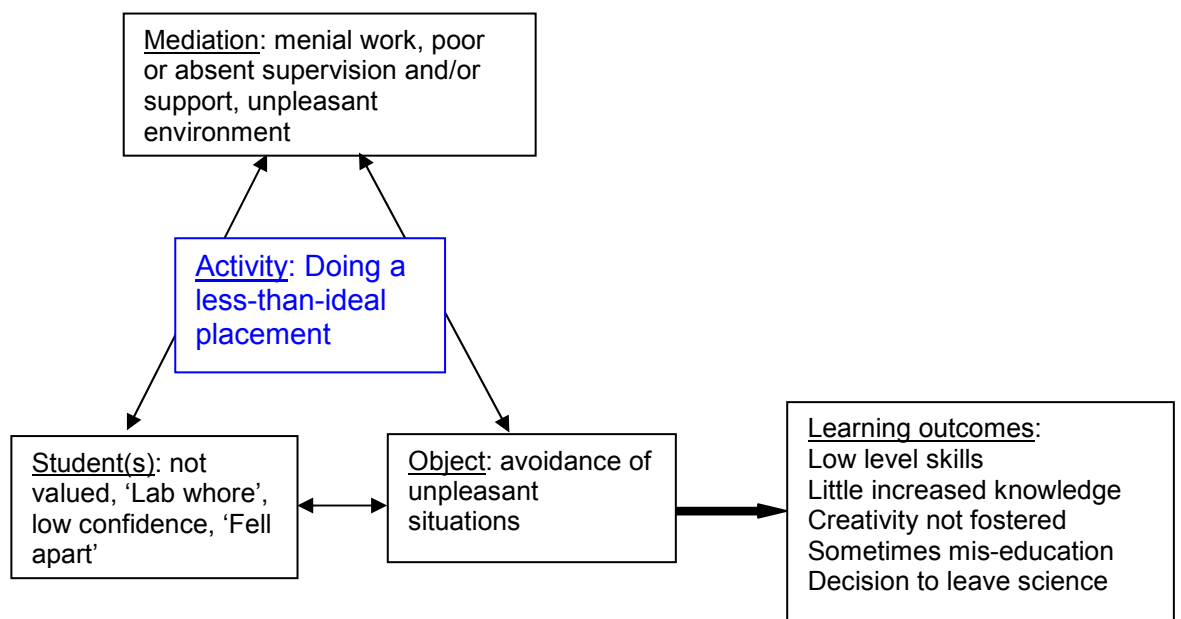 Mediation: menial work, poor
or absent supervision and/or
support, unpleasant
environment
Activity: Doing a
less-than-ideal
placement
Student(s): not
valued, ‘Lab whore’,
low confidence, ‘Fell
apart’
Object: avoidance of
unpleasant
situations
Learning outcomes:
Low level skills
Little increased knowledge
Creativity not fostered
Sometimes mis-education
Decision to leave science